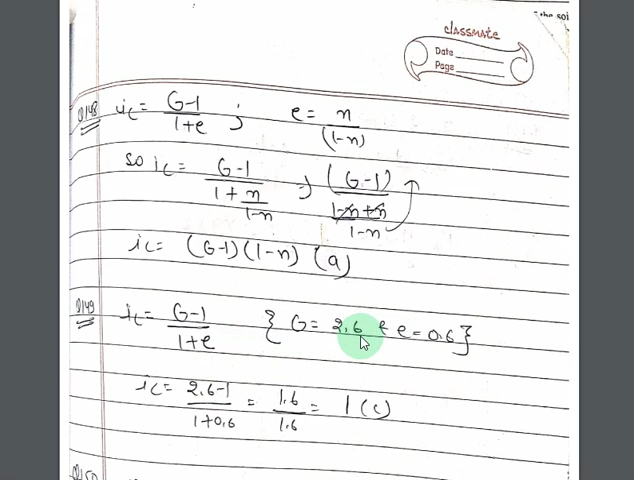 classmate
Date
Page
Q148 ic = G-1/1+e ; e = n/(1-n)
so ic = G-1/1+n/1-n => (G-1)/1-n+n/1-n
ic = (G-1)(1-n) (a)
Q149 ic = G-1/1+e { G = 2.6 & e = 0.6 }
ic = 2.6-1/1+0.6 = 1.6/1.6 = 1 (c)